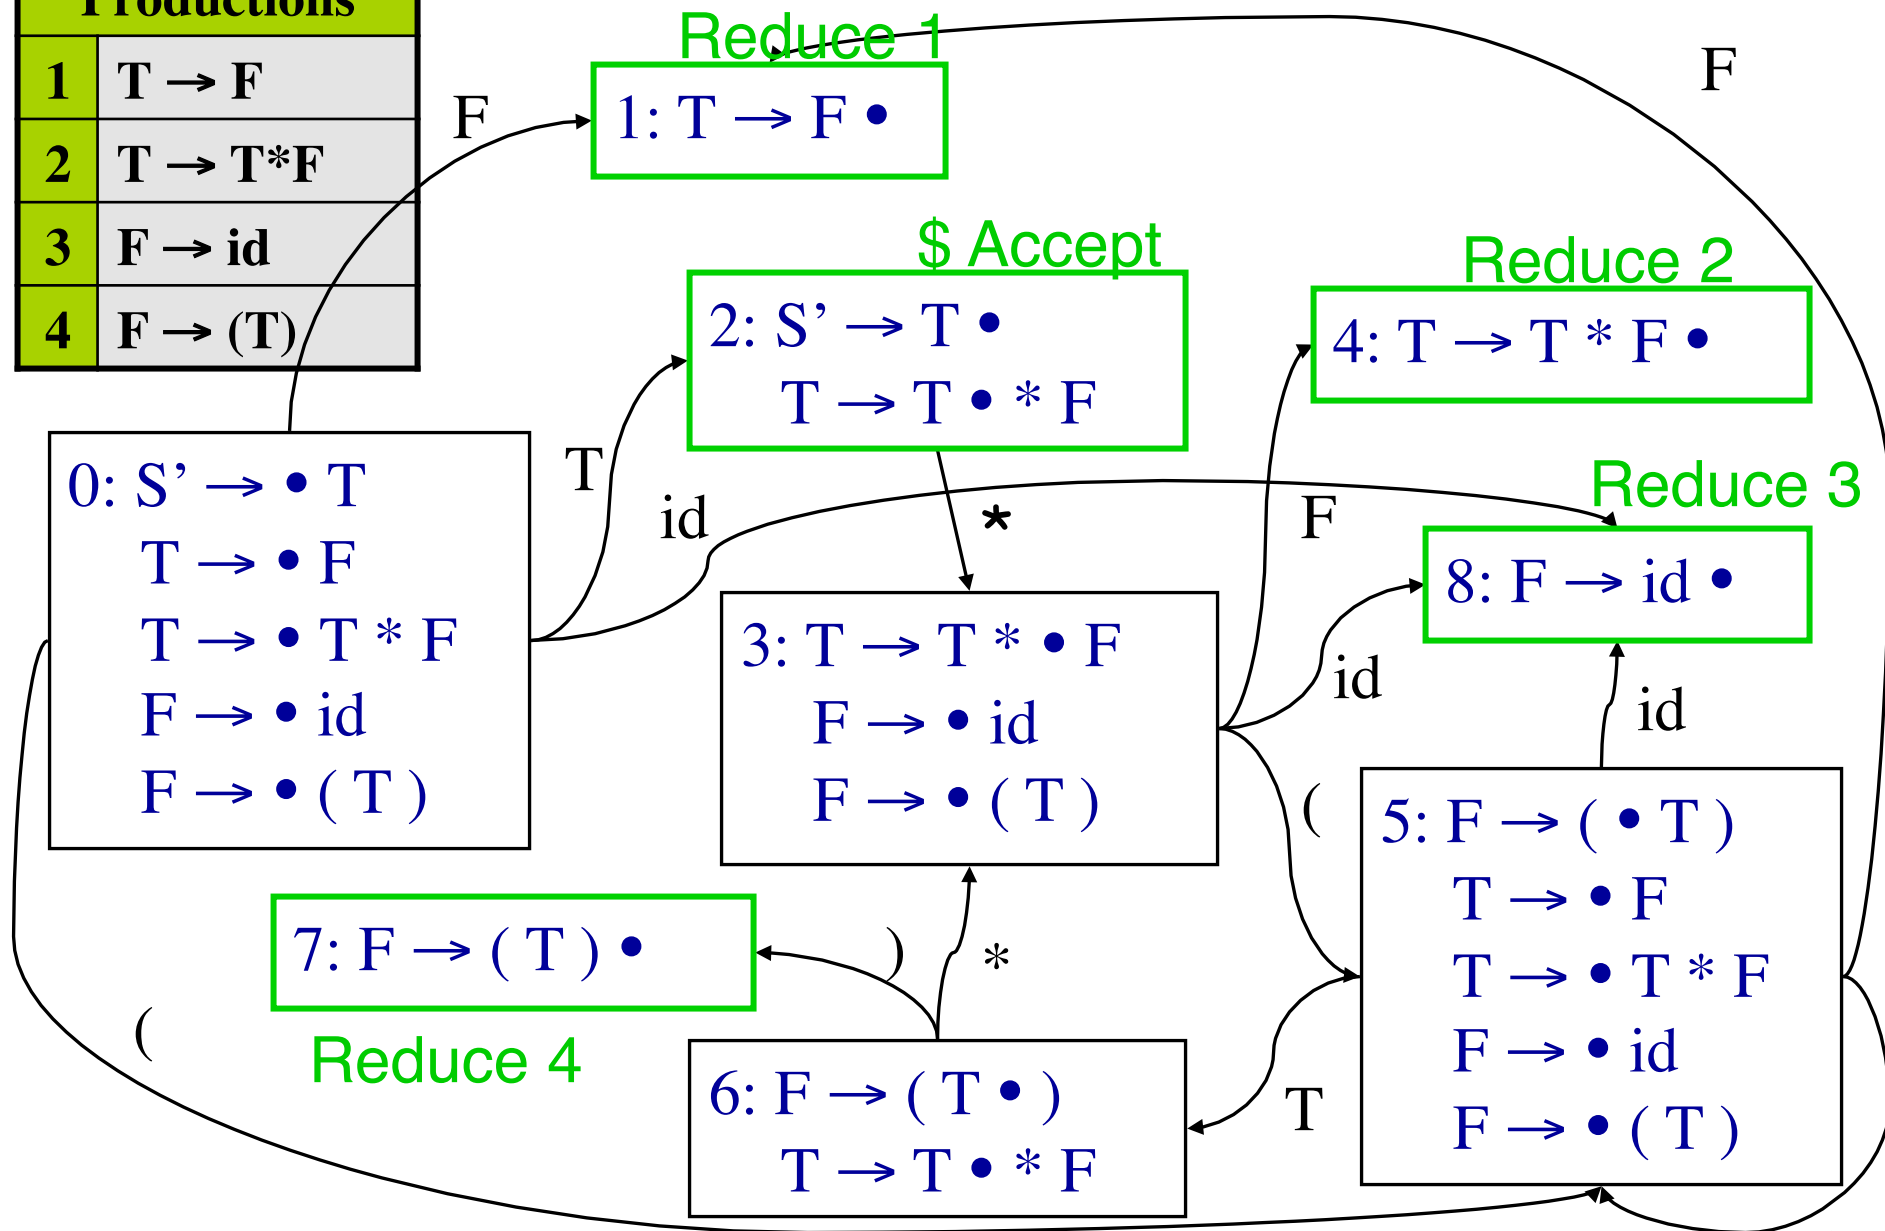 Productions
1 T → F
2 T → T*F
3 F → id
4 F → (T)
Reduce 1
F
F
1: T → F •
$ Accept
2: S’ → T •
T → T • * F
Reduce 2
4: T → T * F •
0: S’ → • T
T → • F
T → • T * F
F → • id
F → • ( T )
T
id
*
F
Reduce 3
8: F → id •
3: T → T * • F
F → • id
F → • ( T )
id
id
(
5: F → ( • T )
T → • F
T → • T * F
F → • id
F → • ( T )
7: F → ( T ) •
)
*
(
Reduce 4
6: F → ( T • )
T → T • * F
T